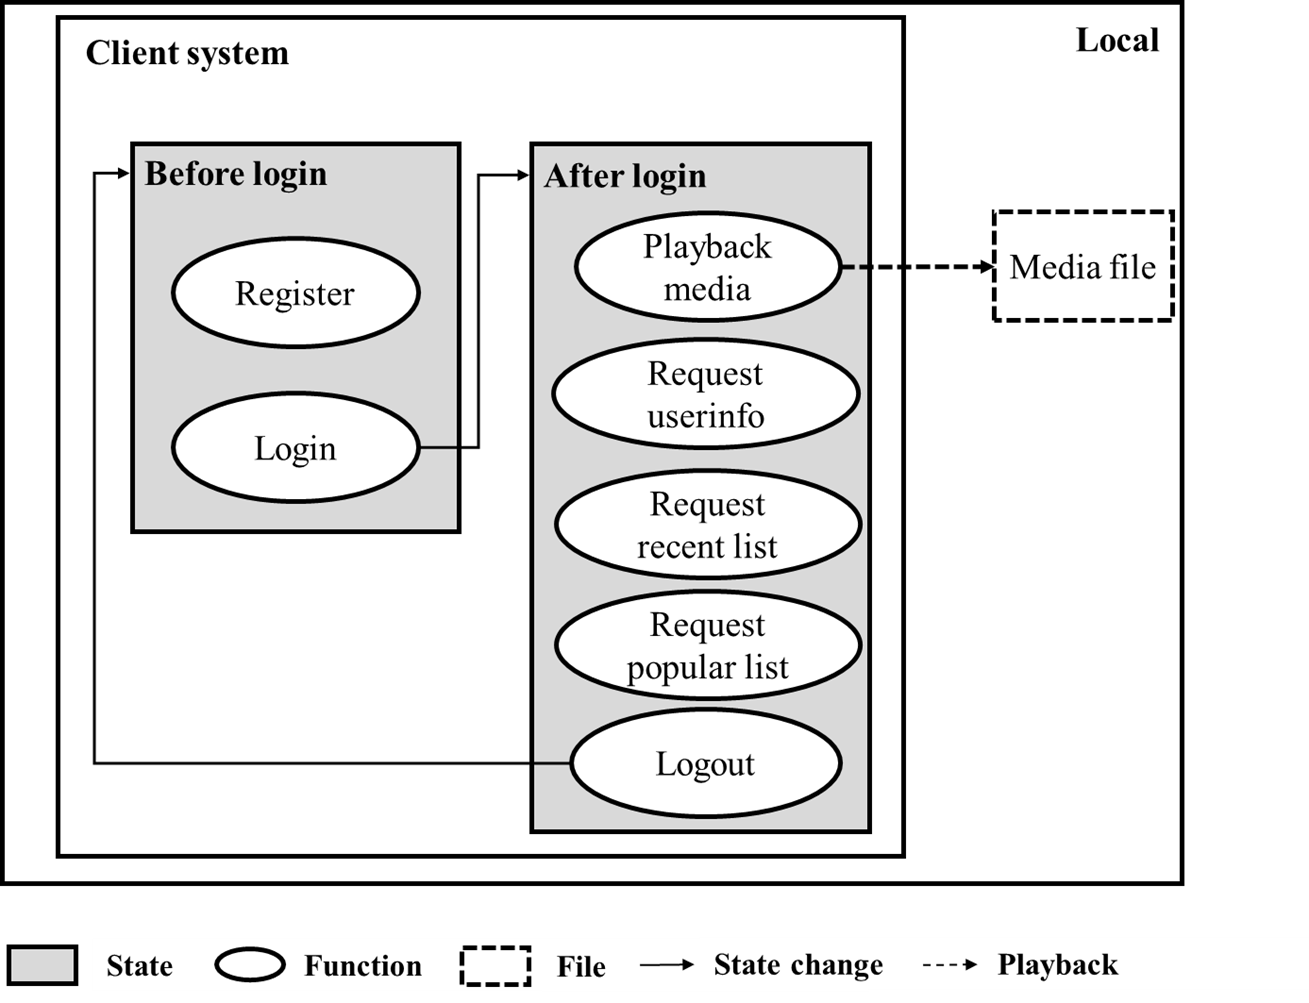 Local
Client system
Before login
Register
Login
After login
Playback
media
Request
userinfo
Request
recent list
Request
popular list
Logout
Media file
State
Function
File
State change
Playback